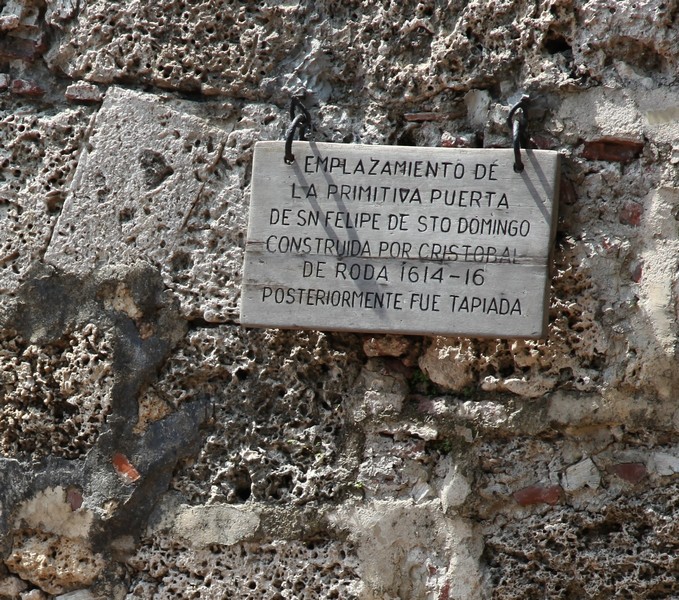 EMPLAZAMIENTO DE
LA PRIMITIVA PUERTA
DE SN FELIPE DE STO DOMINGO
CONSTRUIDA POR CRISTOBAL
DE RODA 1614-16
POSTERIORMENTE FUE TAPIADA